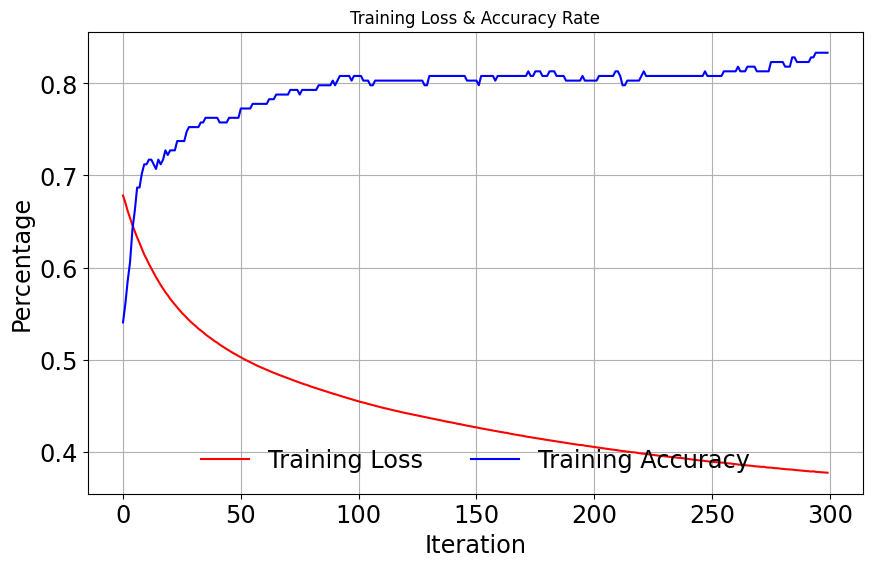 Training Loss & Accuracy Rate
0.8
0.7
0.6
0.5
0.4
Percentage
Training Loss
Training Accuracy
0 50 100 150 200 250 300
Iteration